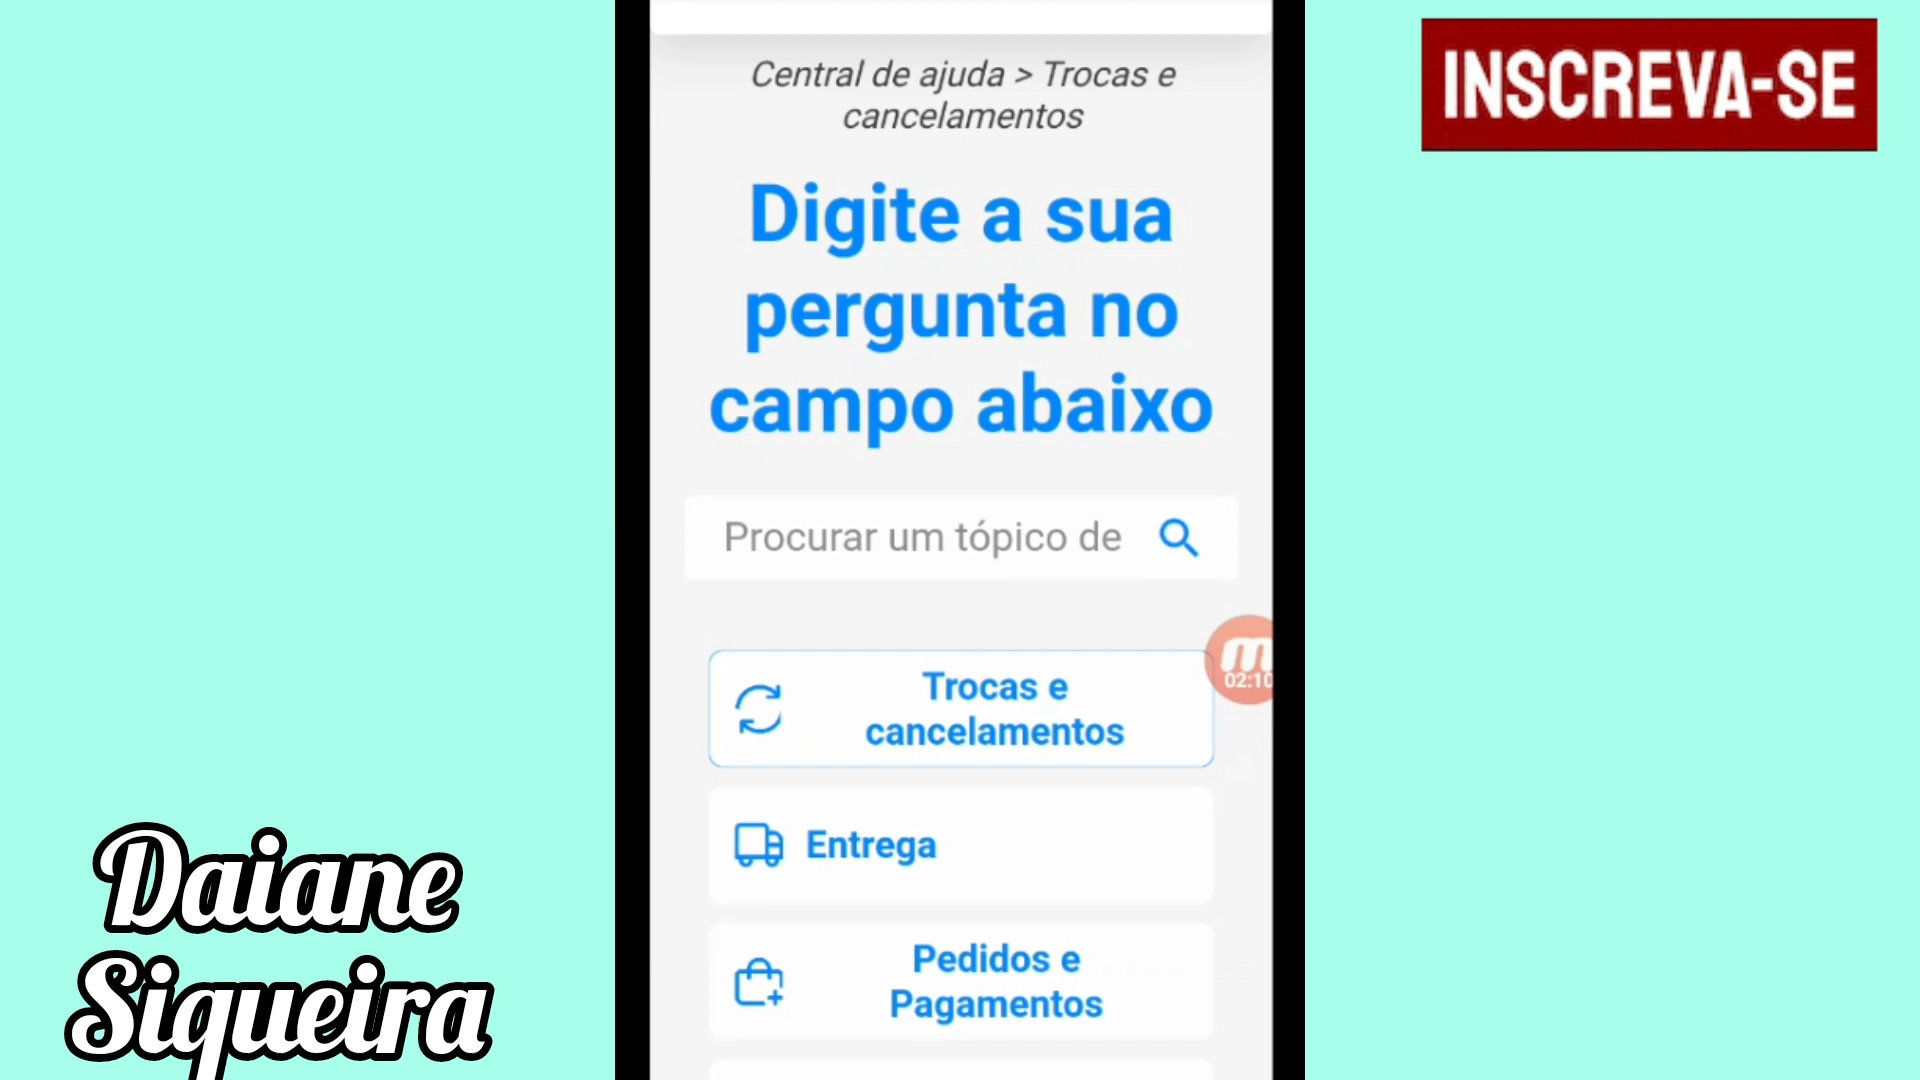 Central de ajuda > Trocas e
cancelamentos
INSCREVA-SE
Digite a sua
pergunta no
campo abaixo
Procurar um tópico de
m
02:10
Trocas e
cancelamentos
Entrega
Pedidos e
Pagamentos
Daiane
Siqueira